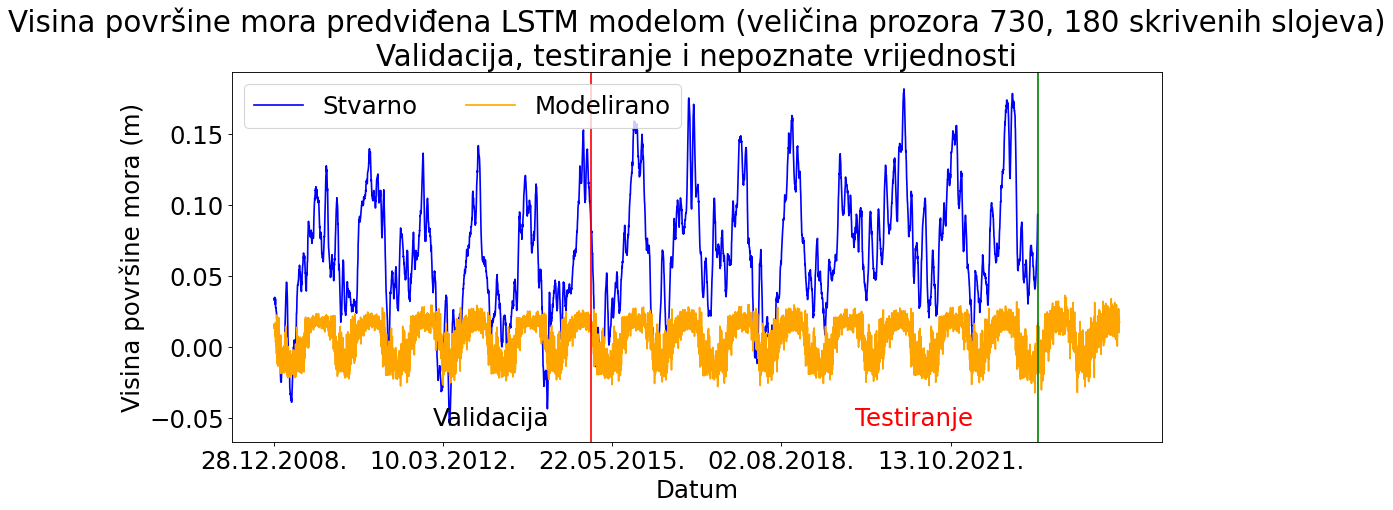 Visina površine mora predviđena LSTM modelom (veličina prozora 730, 180 skrivenih slojeva)
Validacija, testiranje i nepoznate vrijednosti
Stvarno
Modelirano
Visina površine mora (m)
0.15
0.10
0.05
0.00
−0.05
Validacija
Testiranje
28.12.2008.
10.03.2012.
22.05.2015.
02.08.2018.
13.10.2021.
Datum